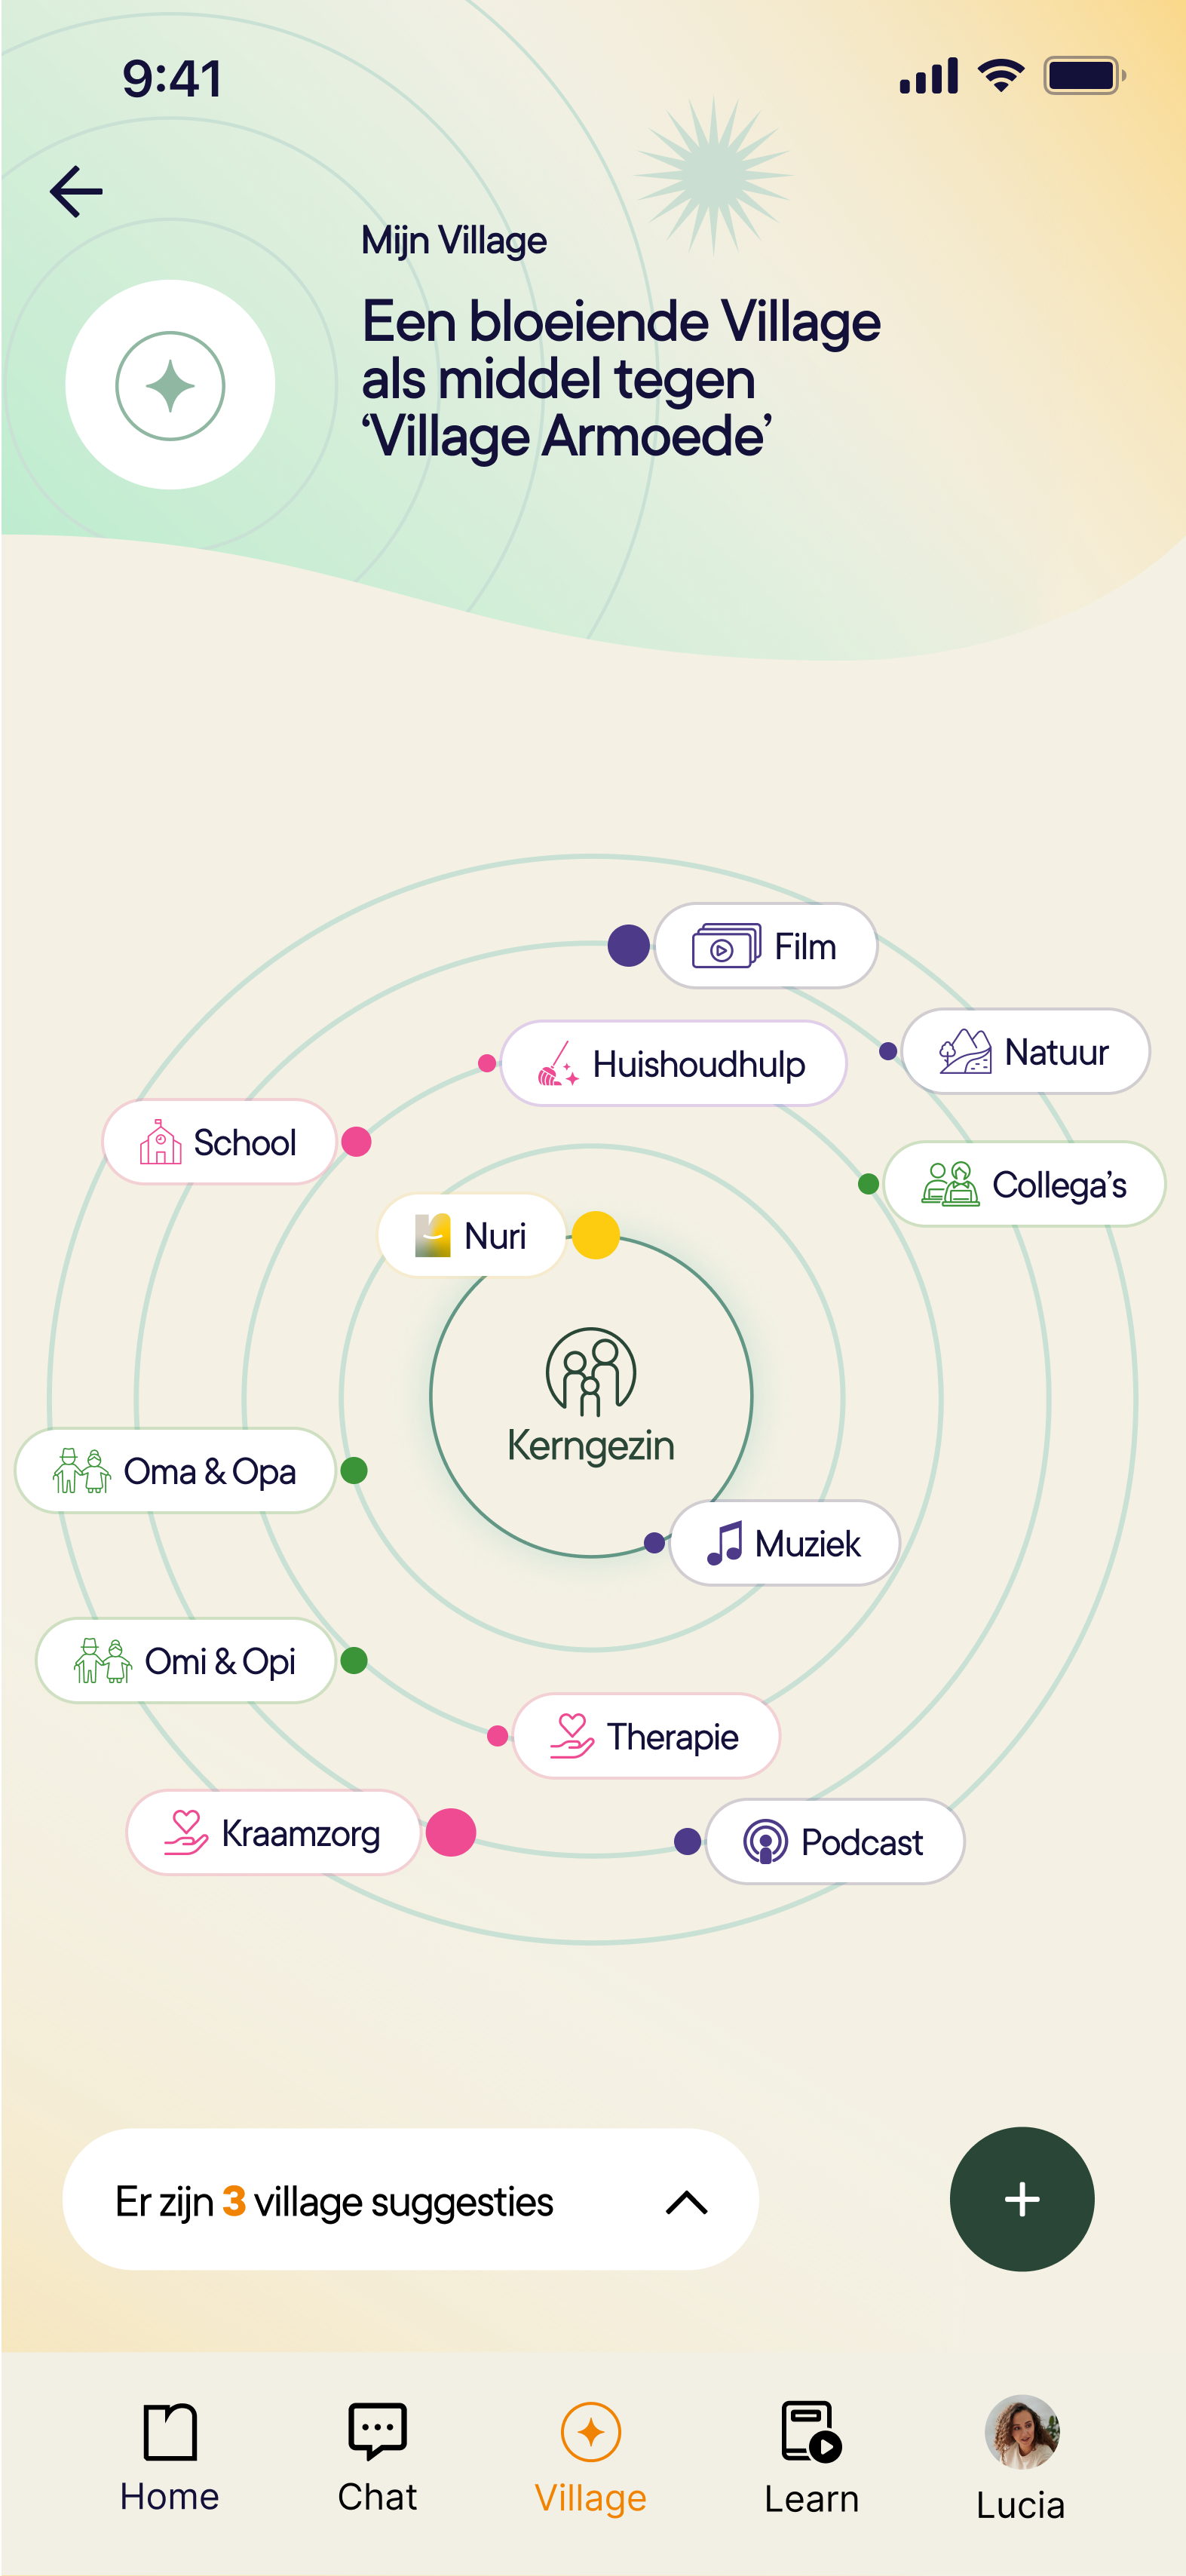 9:41
Mijn Village
Een bloeiende Village
als middel tegen
‘Village Armoede’
Film
Natuur
Huishoudhulp
School
Collega’s
Nuri
Kerngezin
Oma & Opa
Muziek
Omi & Opi
Therapie
Kraamzorg
Podcast
Er zijn 3 village suggesties
Home
Chat
Village
Learn
Lucia